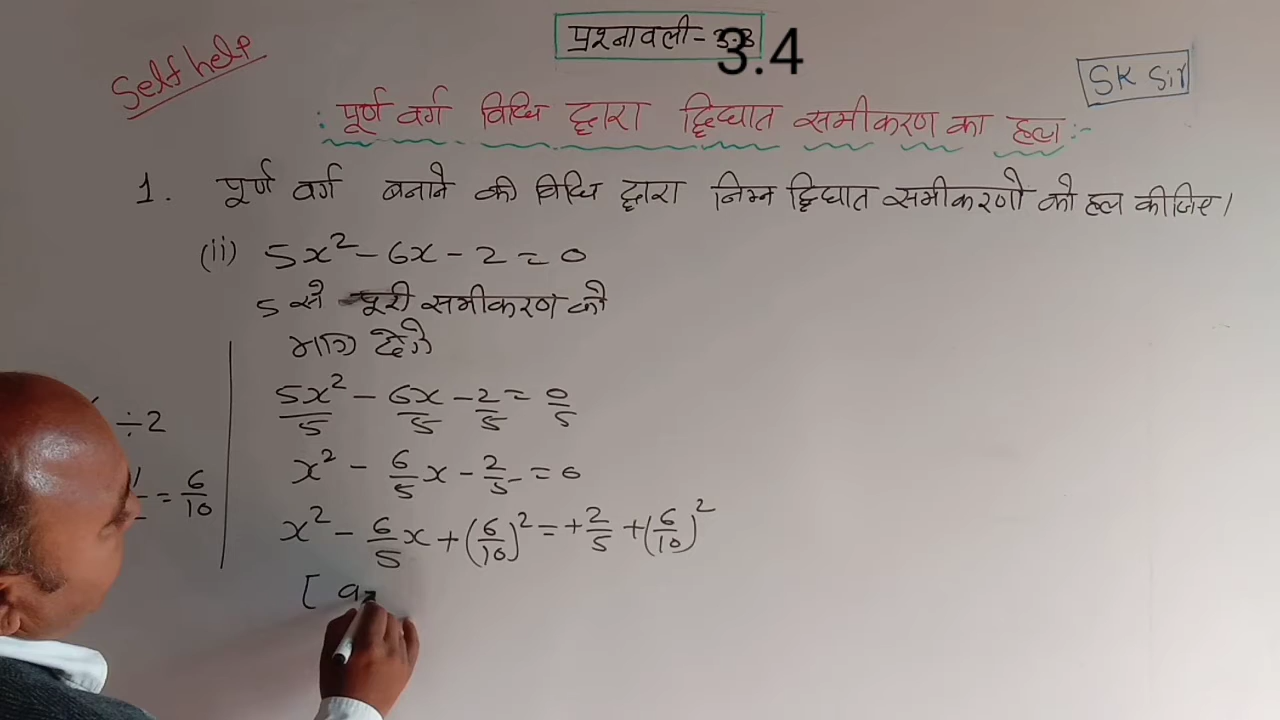 प्रश्नावली - 3.3
3.4
Self help
SK Sir
: पूर्ण वर्ग विधि द्वारा द्विघात समीकरण का हल :-
1. पूर्ण वर्ग बनाने की विधि द्वारा निम्न द्विघात समीकरणो को हल कीजिए।
(ii) 5x² - 6x - 2 = 0
5 से पूरी समीकरण को
भाग देंगे
5x²/5 - 6x/5 - 2/5 = 0/5
÷2
x² - 6/5 x - 2/5 = 0
= 6/10
x² - 6/5 x + (6/10)² = + 2/5 + (6/10)²
[